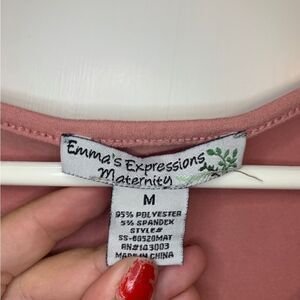 Emma's Expressions
Maternity
M
95% POLYESTER
5% SPANDEX
STYLE#
SS-60520MAT
RN#143003
MADE IN CHINA